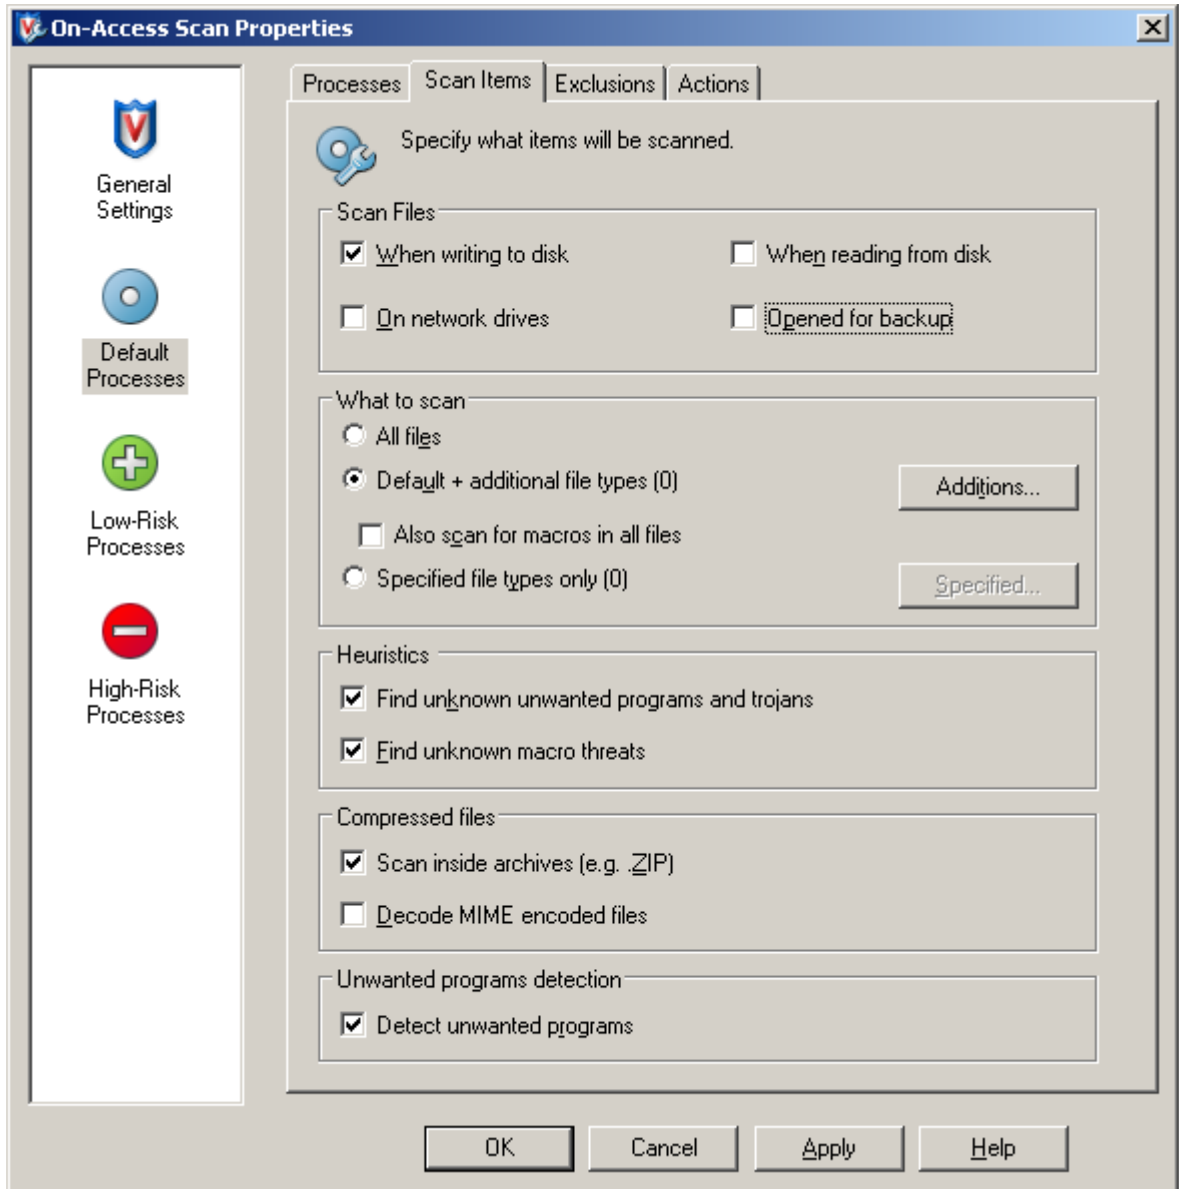 On-Access Scan Properties
General
Settings
Default
Processes
Low-Risk
Processes
High-Risk
Processes
Processes Scan Items Exclusions Actions
Specify what items will be scanned.
Scan Files
When writing to disk When reading from disk
On network drives Opened for backup
What to scan
All files
Default + additional file types (0) Additions...
Also scan for macros in all files
Specified file types only (0) Specified...
Heuristics
Find unknown unwanted programs and trojans
Find unknown macro threats
Compressed files
Scan inside archives (e.g. .ZIP)
Decode MIME encoded files
Unwanted programs detection
Detect unwanted programs
OK Cancel Apply Help